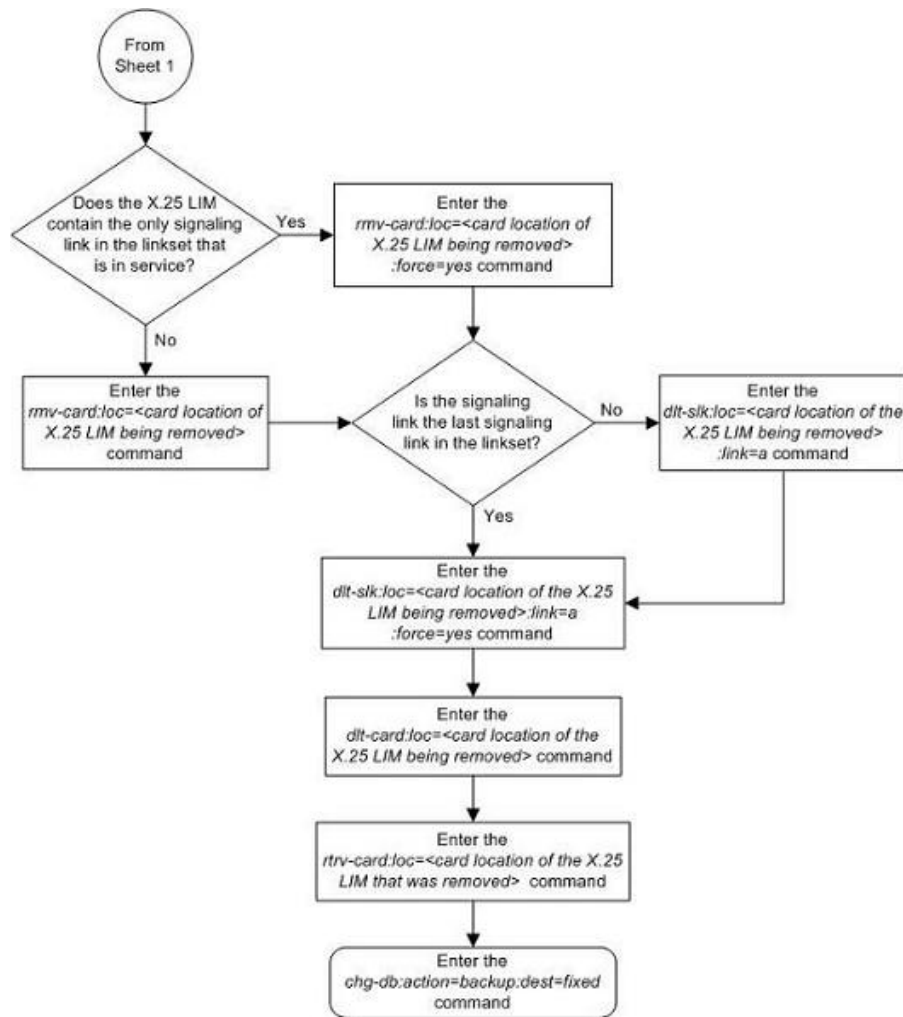 From
Sheet 1
Does the X.25 LIM
contain the only signaling
link in the linkset that
is in service?
Yes
Enter the
rmv-card:loc=<card location of
X.25 LIM being removed>
:force=yes command
No
Enter the
rmv-card:loc=<card location of
X.25 LIM being removed>
command
Is the signaling
link the last signaling
link in the linkset?
No
Enter the
dlt-slk:loc=<card location of the
X.25 LIM being removed>
:link=a command
Yes
Enter the
dlt-slk:loc=<card location of the X.25
LIM being removed>:link=a
:force=yes command
Enter the
dlt-card:loc=<card location of the
X.25 LIM being removed> command
Enter the
rtrv-card:loc=<card location of the X.25
LIM that was removed> command
Enter the
chg-db:action=backup:dest=fixed
command